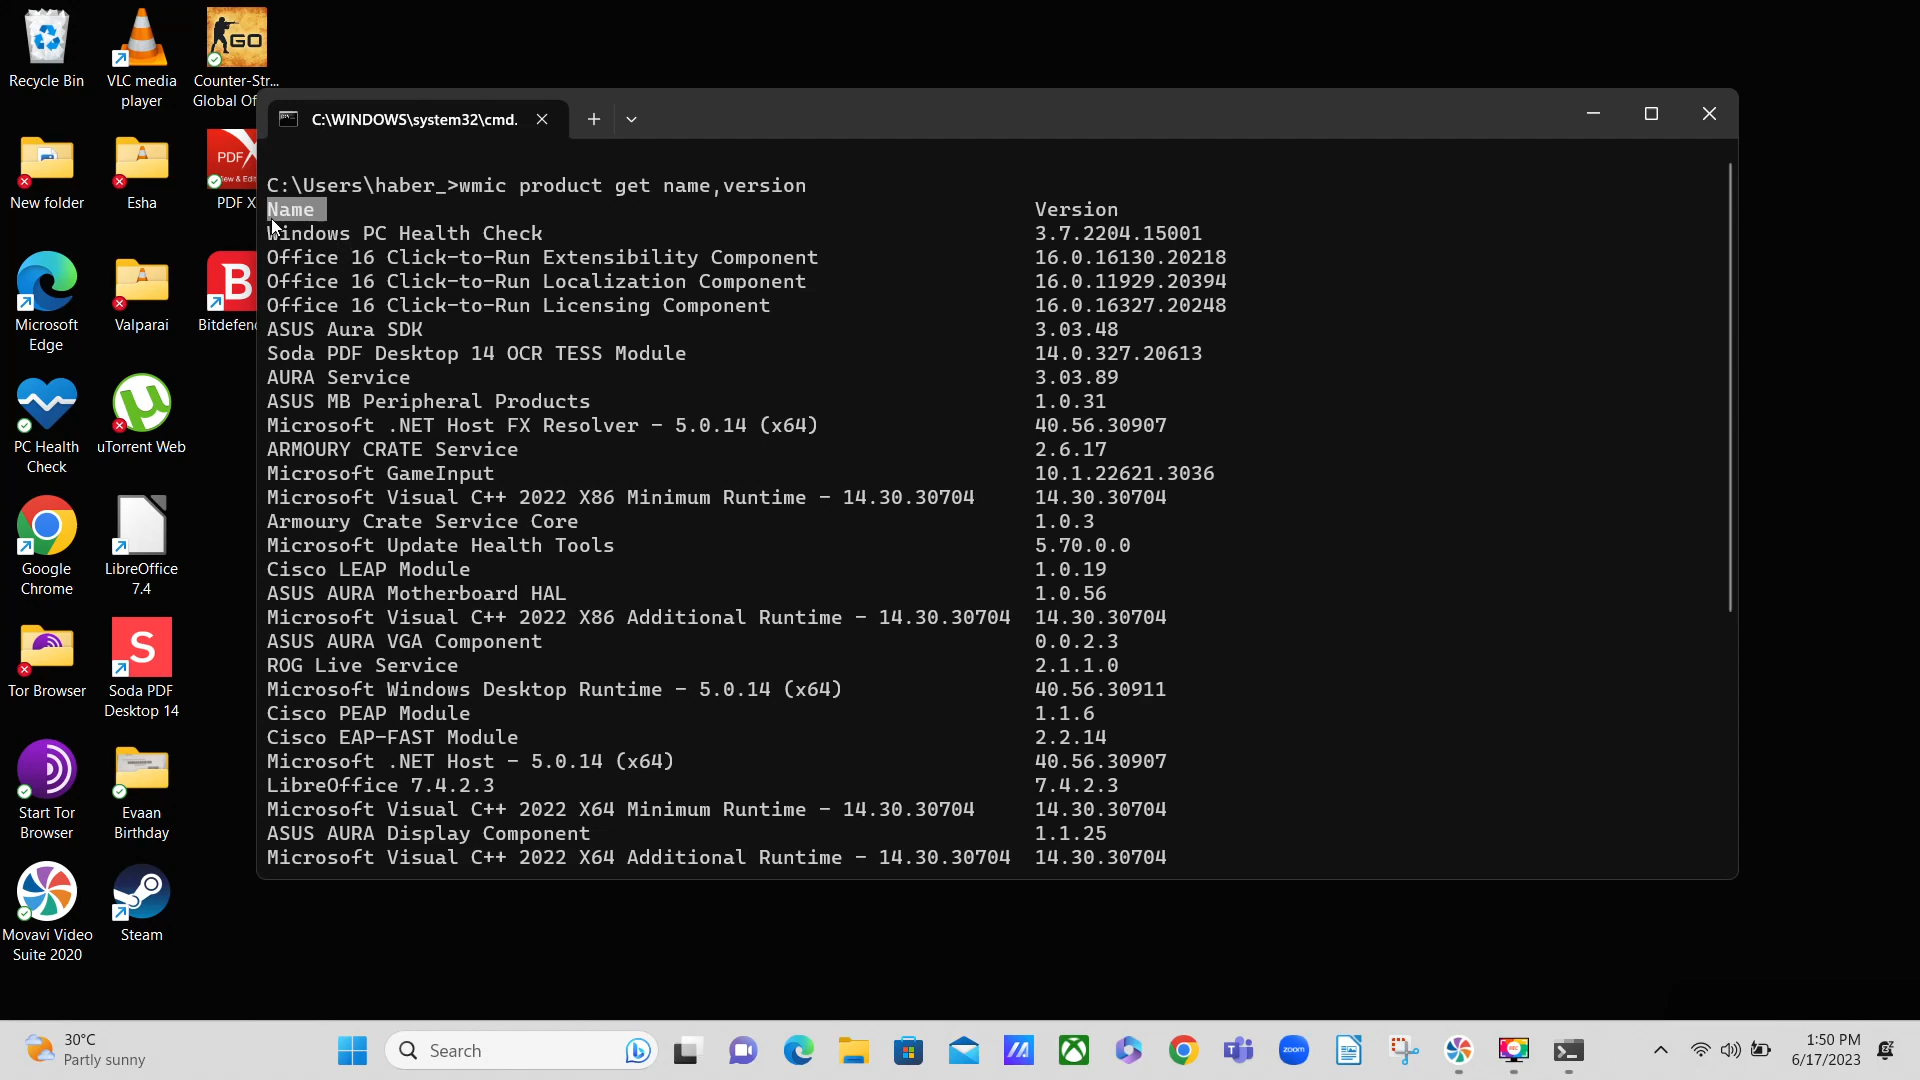 Recycle Bin
VLC media
player
GO
Counter-Str...
Global Of
New folder
Esha
PDF X
PDF X
Microsoft
Edge
Valparai
B
Bitdefen
PC Health
Check
uTorrent Web
Google
Chrome
LibreOffice
7.4
Tor Browser
S
Soda PDF
Desktop 14
Start Tor
Browser
Evaan
Birthday
Movavi Video
Suite 2020
Steam
C:\WINDOWS\system32\cmd.
C:\Users\haber_>wmic product get name,version
Name Version
Windows PC Health Check 3.7.2204.15001
Office 16 Click-to-Run Extensibility Component 16.0.16130.20218
Office 16 Click-to-Run Localization Component 16.0.11929.20394
Office 16 Click-to-Run Licensing Component 16.0.16327.20248
ASUS Aura SDK 3.03.48
Soda PDF Desktop 14 OCR TESS Module 14.0.327.20613
AURA Service 3.03.89
ASUS MB Peripheral Products 1.0.31
Microsoft .NET Host FX Resolver - 5.0.14 (x64) 40.56.30907
ARMOURY CRATE Service 2.6.17
Microsoft GameInput 10.1.22621.3036
Microsoft Visual C++ 2022 X86 Minimum Runtime - 14.30.30704 14.30.30704
Armoury Crate Service Core 1.0.3
Microsoft Update Health Tools 5.70.0.0
Cisco LEAP Module 1.0.19
ASUS AURA Motherboard HAL 1.0.56
Microsoft Visual C++ 2022 X86 Additional Runtime - 14.30.30704 14.30.30704
ASUS AURA VGA Component 0.0.2.3
ROG Live Service 2.1.1.0
Microsoft Windows Desktop Runtime - 5.0.14 (x64) 40.56.30911
Cisco PEAP Module 1.1.6
Cisco EAP-FAST Module 2.2.14
Microsoft .NET Host - 5.0.14 (x64) 40.56.30907
LibreOffice 7.4.2.3 7.4.2.3
Microsoft Visual C++ 2022 X64 Minimum Runtime - 14.30.30704 14.30.30704
ASUS AURA Display Component 1.1.25
Microsoft Visual C++ 2022 X64 Additional Runtime - 14.30.30704 14.30.30704
30°C
Partly sunny
Search
zoom
1:50 PM
6/17/2023